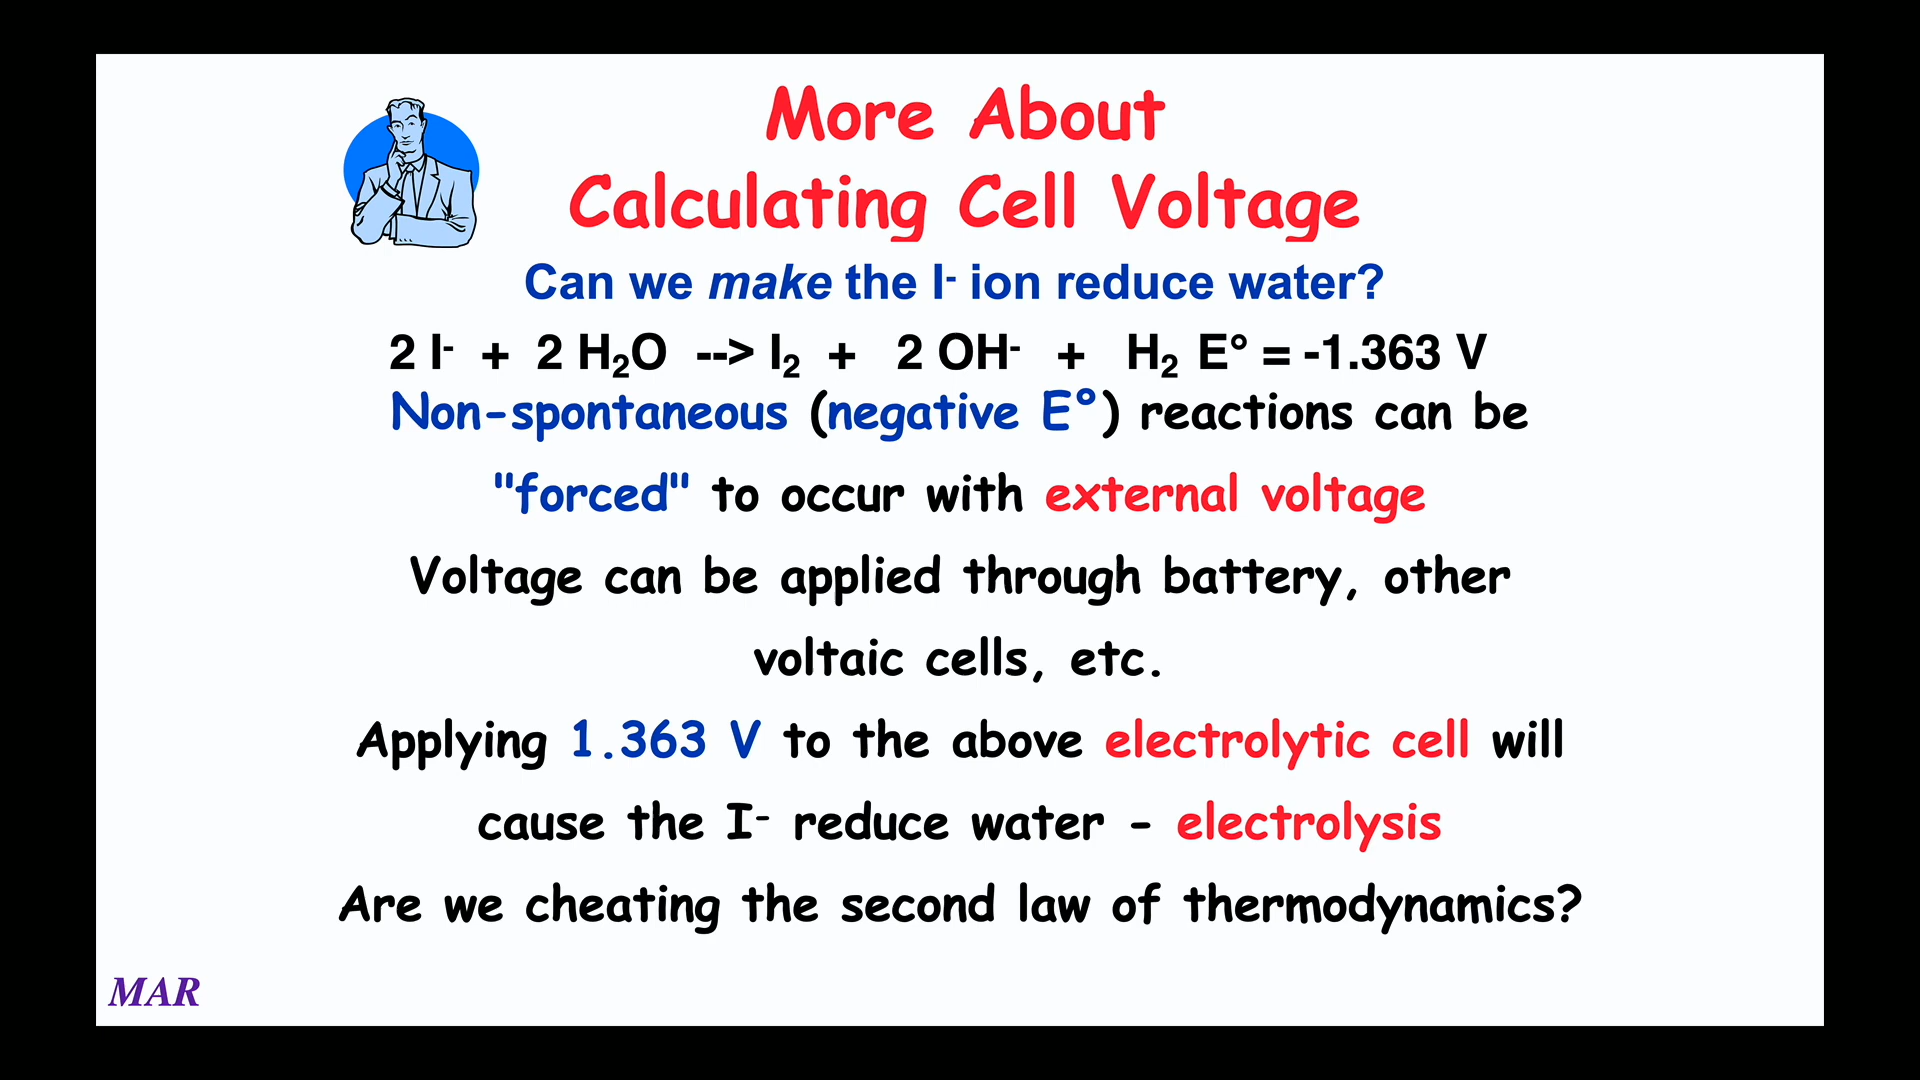 More About
Calculating Cell Voltage
Can we make the I⁻ ion reduce water?
2 I⁻ + 2 H₂O --> I₂ + 2 OH⁻ + H₂ E° = -1.363 V
Non-spontaneous (negative E°) reactions can be
"forced" to occur with external voltage
Voltage can be applied through battery, other
voltaic cells, etc.
Applying 1.363 V to the above electrolytic cell will
cause the I⁻ reduce water - electrolysis
Are we cheating the second law of thermodynamics?
MAR